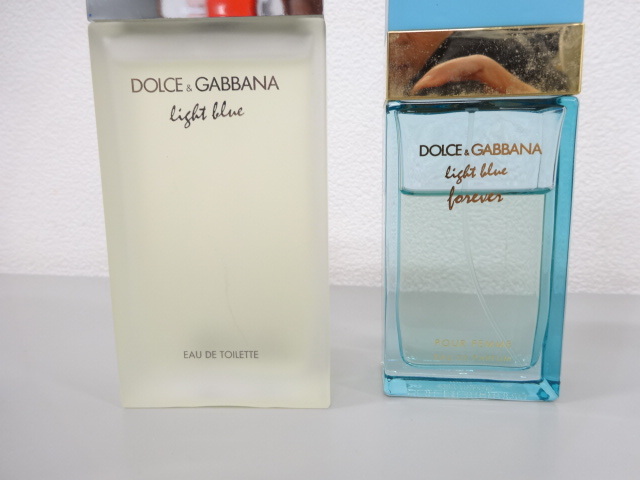 DOLCE & GABBANA
light blue
EAU DE TOILETTE
DOLCE & GABBANA
light blue
forever
POUR FEMME